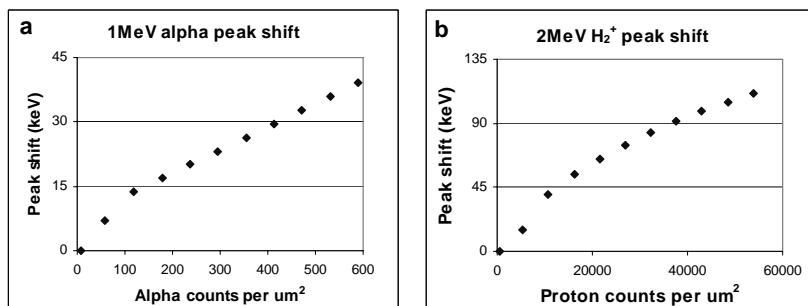 a
1MeV alpha peak shift
45
30
15
0
Peak shift (keV)
0 100 200 300 400 500 600
Alpha counts per um²
b
2MeV H₂⁺ peak shift
135
90
45
0
Peak shift (keV)
0 20000 40000 60000
Proton counts per um²